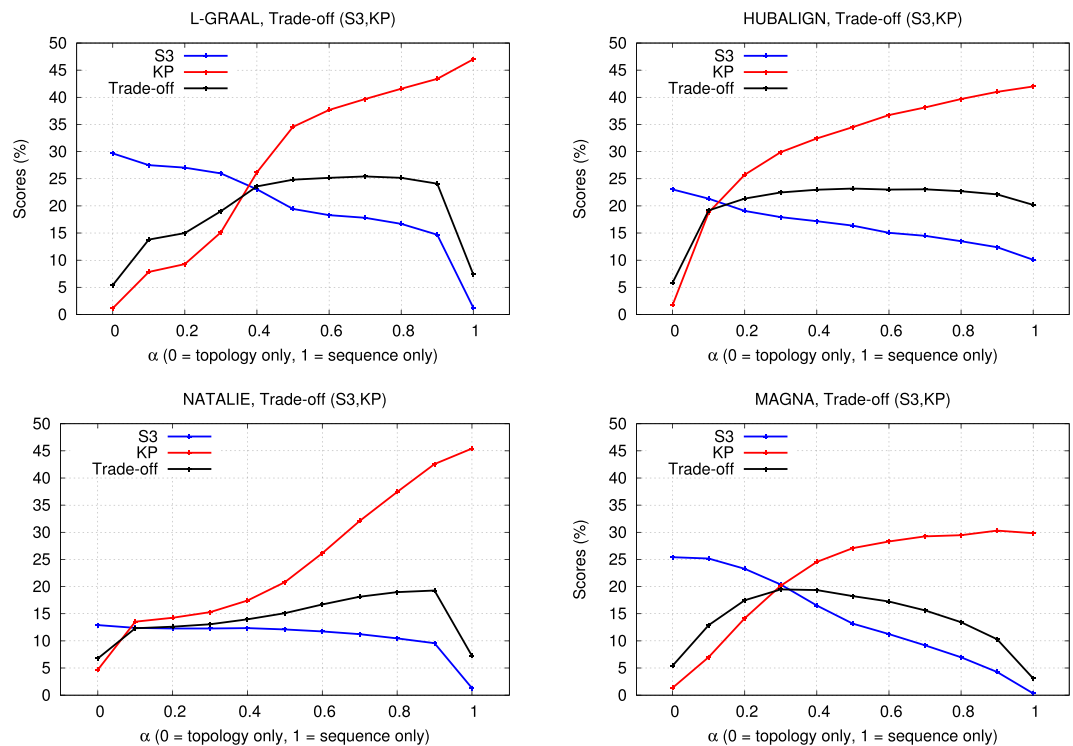 L-GRAAL, Trade-off (S3,KP)
S3
KP
Trade-off
50
45
40
35
30
25
20
15
10
5
0
Scores (%)
0 0.2 0.4 0.6 0.8 1
α (0 = topology only, 1 = sequence only)
HUBALIGN, Trade-off (S3,KP)
S3
KP
Trade-off
50
45
40
35
30
25
20
15
10
5
0
Scores (%)
0 0.2 0.4 0.6 0.8 1
α (0 = topology only, 1 = sequence only)
NATALIE, Trade-off (S3,KP)
S3
KP
Trade-off
50
45
40
35
30
25
20
15
10
5
0
0 0.2 0.4 0.6 0.8 1
α (0 = topology only, 1 = sequence only)
MAGNA, Trade-off (S3,KP)
S3
KP
Trade-off
50
45
40
35
30
25
20
15
10
5
0
Scores (%)
0 0.2 0.4 0.6 0.8 1
α (0 = topology only, 1 = sequence only)